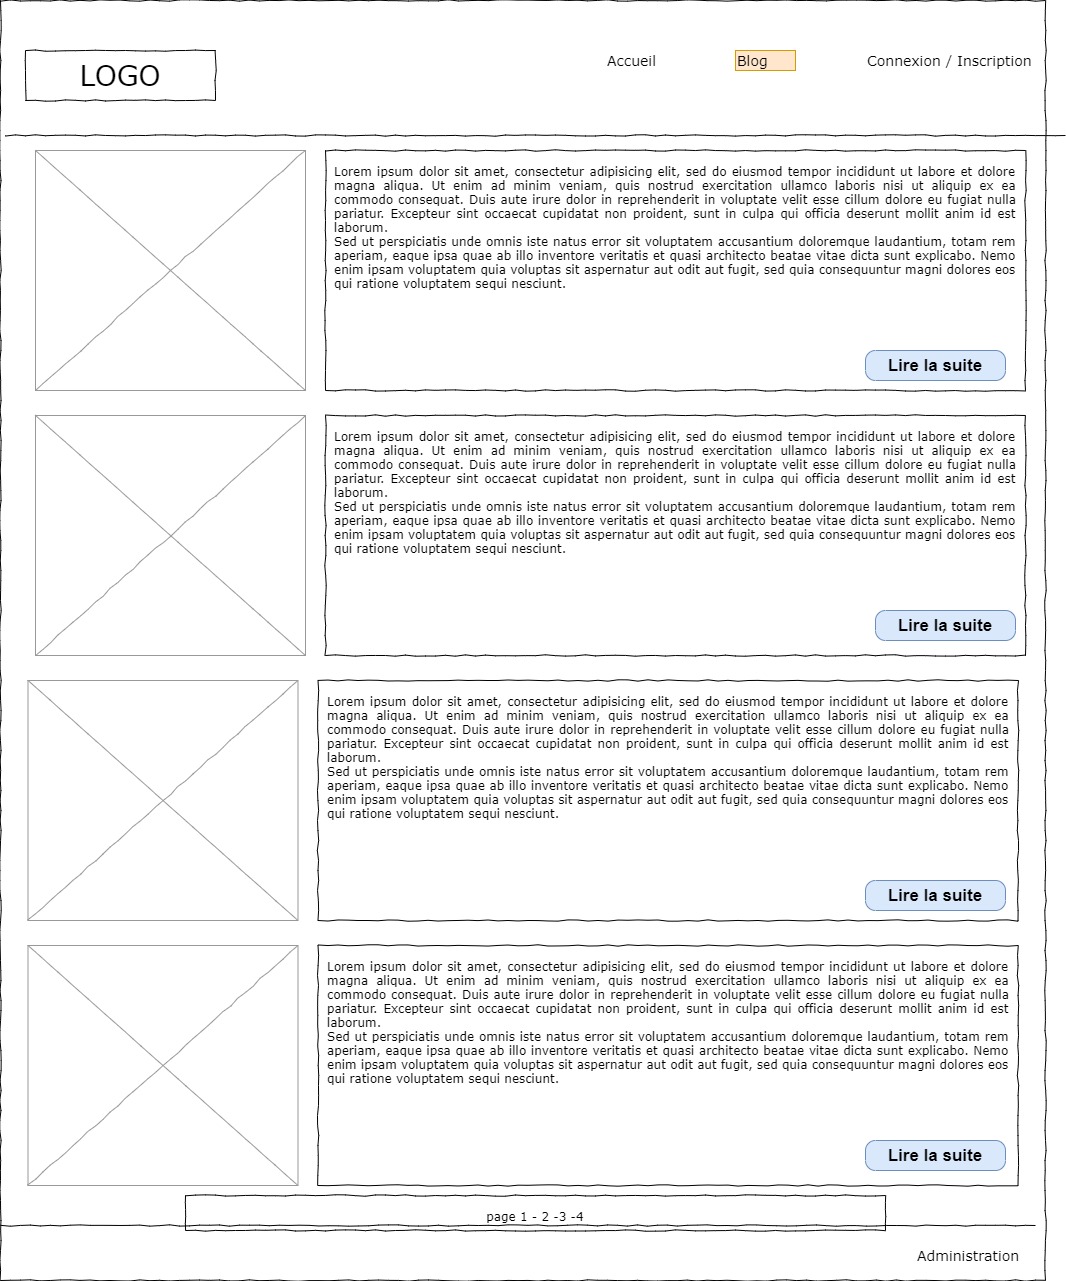 LOGO
Accueil
Blog
Connexion / Inscription
Lorem ipsum dolor sit amet, consectetur adipisicing elit, sed do eiusmod tempor incididunt ut labore et dolore
magna aliqua. Ut enim ad minim veniam, quis nostrud exercitation ullamco laboris nisi ut aliquip ex ea
commodo consequat. Duis aute irure dolor in reprehenderit in voluptate velit esse cillum dolore eu fugiat nulla
pariatur. Excepteur sint occaecat cupidatat non proident, sunt in culpa qui officia deserunt mollit anim id est
laborum.
Sed ut perspiciatis unde omnis iste natus error sit voluptatem accusantium doloremque laudantium, totam rem
aperiam, eaque ipsa quae ab illo inventore veritatis et quasi architecto beatae vitae dicta sunt explicabo. Nemo
enim ipsam voluptatem quia voluptas sit aspernatur aut odit aut fugit, sed quia consequuntur magni dolores eos
qui ratione voluptatem sequi nesciunt.
Lire la suite
Lorem ipsum dolor sit amet, consectetur adipisicing elit, sed do eiusmod tempor incididunt ut labore et dolore
magna aliqua. Ut enim ad minim veniam, quis nostrud exercitation ullamco laboris nisi ut aliquip ex ea
commodo consequat. Duis aute irure dolor in reprehenderit in voluptate velit esse cillum dolore eu fugiat nulla
pariatur. Excepteur sint occaecat cupidatat non proident, sunt in culpa qui officia deserunt mollit anim id est
laborum.
Sed ut perspiciatis unde omnis iste natus error sit voluptatem accusantium doloremque laudantium, totam rem
aperiam, eaque ipsa quae ab illo inventore veritatis et quasi architecto beatae vitae dicta sunt explicabo. Nemo
enim ipsam voluptatem quia voluptas sit aspernatur aut odit aut fugit, sed quia consequuntur magni dolores eos
qui ratione voluptatem sequi nesciunt.
Lire la suite
Lorem ipsum dolor sit amet, consectetur adipisicing elit, sed do eiusmod tempor incididunt ut labore et dolore
magna aliqua. Ut enim ad minim veniam, quis nostrud exercitation ullamco laboris nisi ut aliquip ex ea
commodo consequat. Duis aute irure dolor in reprehenderit in voluptate velit esse cillum dolore eu fugiat nulla
pariatur. Excepteur sint occaecat cupidatat non proident, sunt in culpa qui officia deserunt mollit anim id est
laborum.
Sed ut perspiciatis unde omnis iste natus error sit voluptatem accusantium doloremque laudantium, totam rem
aperiam, eaque ipsa quae ab illo inventore veritatis et quasi architecto beatae vitae dicta sunt explicabo. Nemo
enim ipsam voluptatem quia voluptas sit aspernatur aut odit aut fugit, sed quia consequuntur magni dolores eos
qui ratione voluptatem sequi nesciunt.
Lire la suite
Lorem ipsum dolor sit amet, consectetur adipisicing elit, sed do eiusmod tempor incididunt ut labore et dolore
magna aliqua. Ut enim ad minim veniam, quis nostrud exercitation ullamco laboris nisi ut aliquip ex ea
commodo consequat. Duis aute irure dolor in reprehenderit in voluptate velit esse cillum dolore eu fugiat nulla
pariatur. Excepteur sint occaecat cupidatat non proident, sunt in culpa qui officia deserunt mollit anim id est
laborum.
Sed ut perspiciatis unde omnis iste natus error sit voluptatem accusantium doloremque laudantium, totam rem
aperiam, eaque ipsa quae ab illo inventore veritatis et quasi architecto beatae vitae dicta sunt explicabo. Nemo
enim ipsam voluptatem quia voluptas sit aspernatur aut odit aut fugit, sed quia consequuntur magni dolores eos
qui ratione voluptatem sequi nesciunt.
Lire la suite
page 1 - 2 -3 -4
Administration